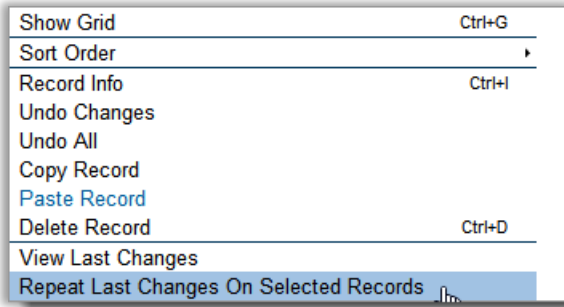 Show Grid Ctrl+G
Sort Order
Record Info Ctrl+I
Undo Changes
Undo All
Copy Record
Paste Record
Delete Record Ctrl+D
View Last Changes
Repeat Last Changes On Selected Records